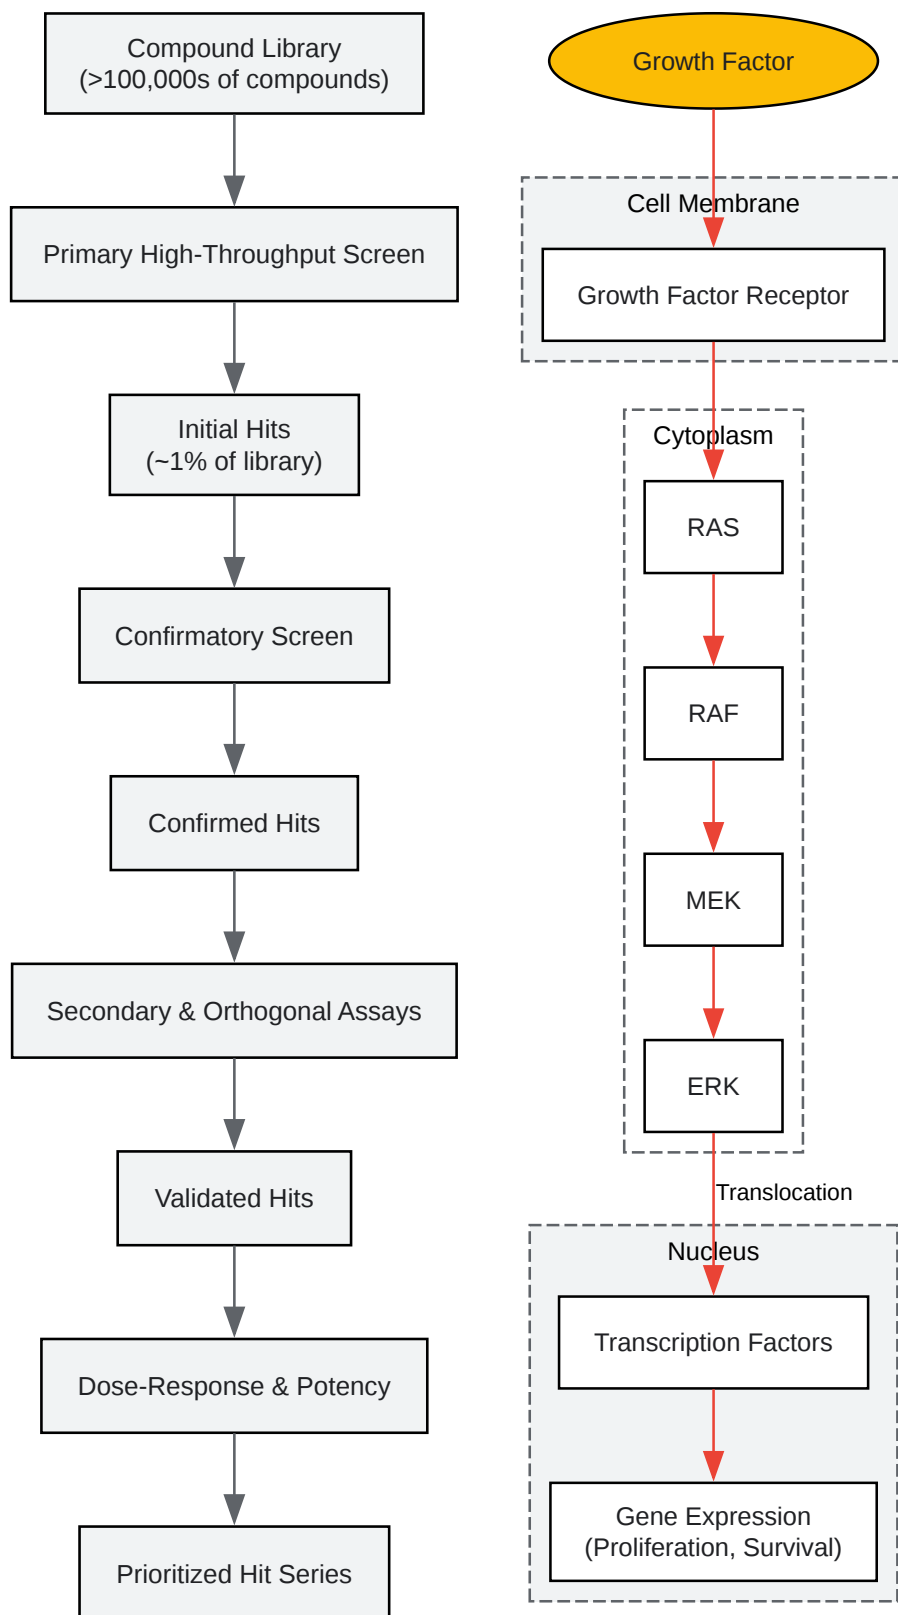 Compound Library
(>100,000s of compounds)
Primary High-Throughput Screen
Initial Hits
(~1% of library)
Confirmatory Screen
Confirmed Hits
Secondary & Orthogonal Assays
Validated Hits
Dose-Response & Potency
Prioritized Hit Series
Growth Factor
Cell Membrane
Growth Factor Receptor
Cytoplasm
RAS
RAF
MEK
ERK
Translocation
Nucleus
Transcription Factors
Gene Expression
(Proliferation, Survival)